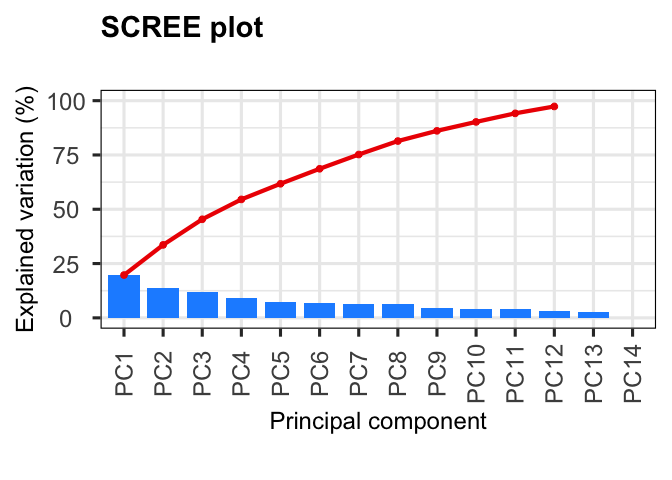 SCREE plot
Explained variation (%)
100
75
50
25
0
PC1
PC2
PC3
PC4
PC5
PC6
PC7
PC8
PC9
PC10
PC11
PC12
PC13
PC14
Principal component